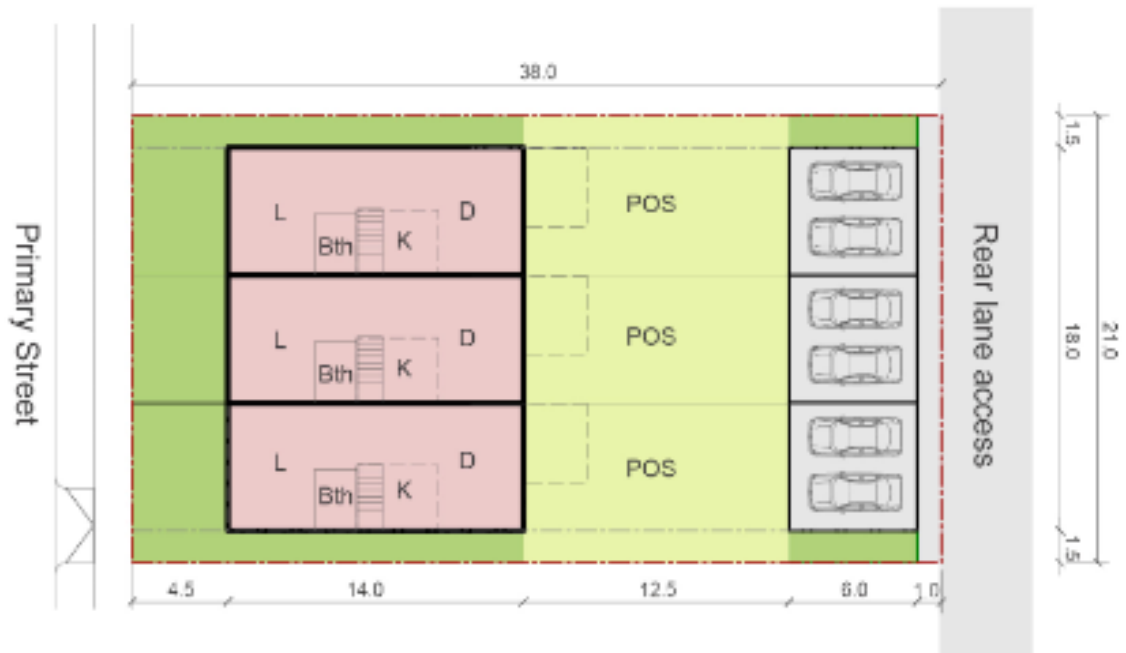 38.0
1.5
L
D
POS
Bth
K
Primary Street
Rear lane access
18.0
21.0
L
D
POS
Bth
K
L
D
POS
Bth
K
1.5
4.5
14.0
12.5
6.0
1.0